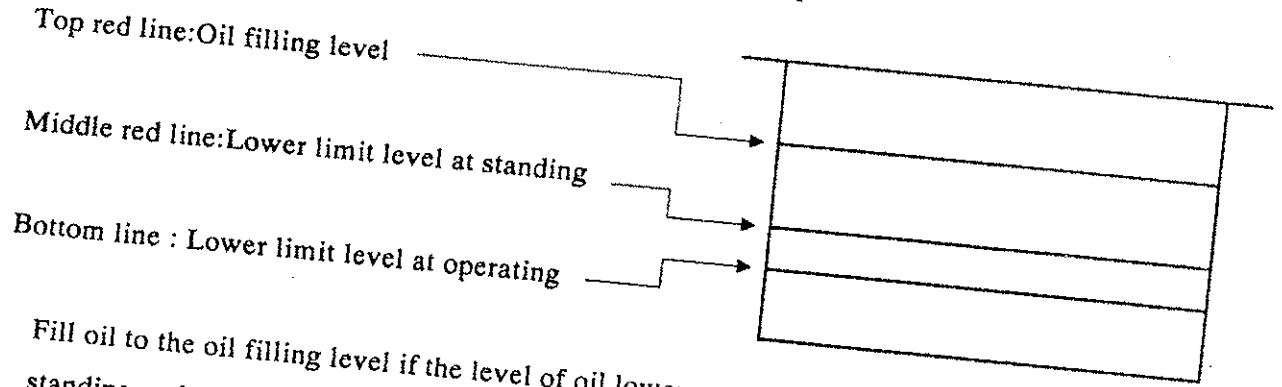 Top red line:Oil filling level
Middle red line:Lower limit level at standing
Bottom line : Lower limit level at operating
Fill oil to the oil filling level if the level of oil
standing